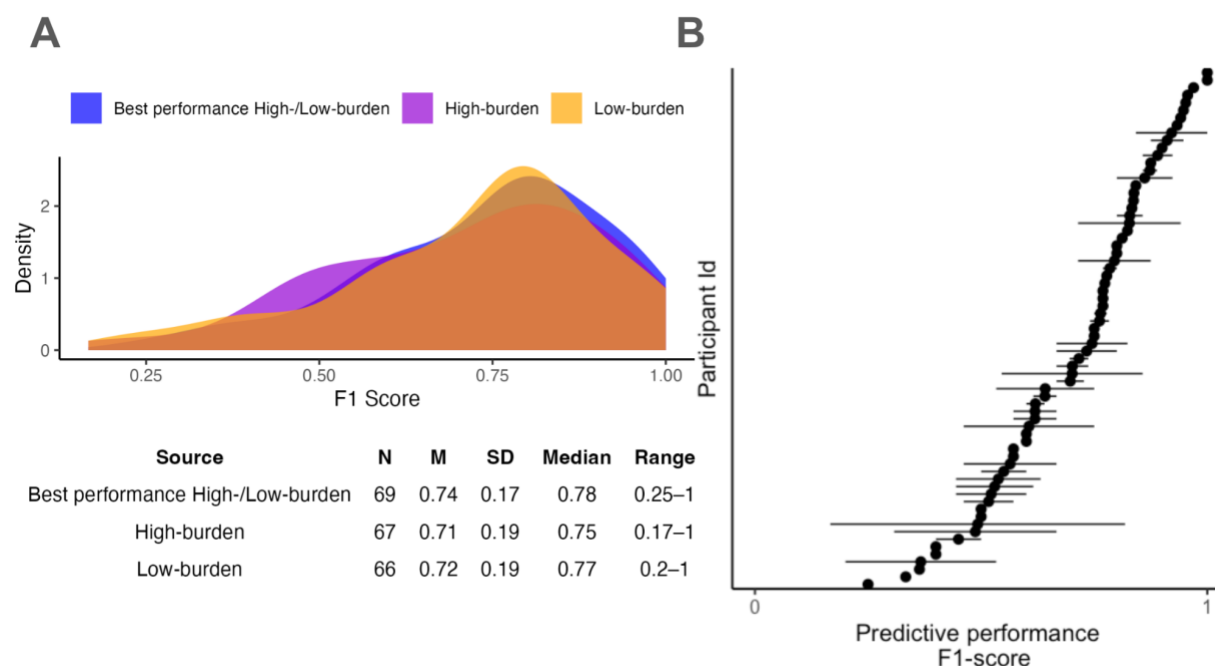 A
Best performance High-/Low-burden High-burden Low-burden
Density
2
1
0
0.25 0.50 0.75 1.00
F1 Score
Source N M SD Median Range
Best performance High-/Low-burden 69 0.74 0.17 0.78 0.25–1
High-burden 67 0.71 0.19 0.75 0.17–1
Low-burden 66 0.72 0.19 0.77 0.2–1
B
Participant Id
0 1
Predictive performance
F1-score